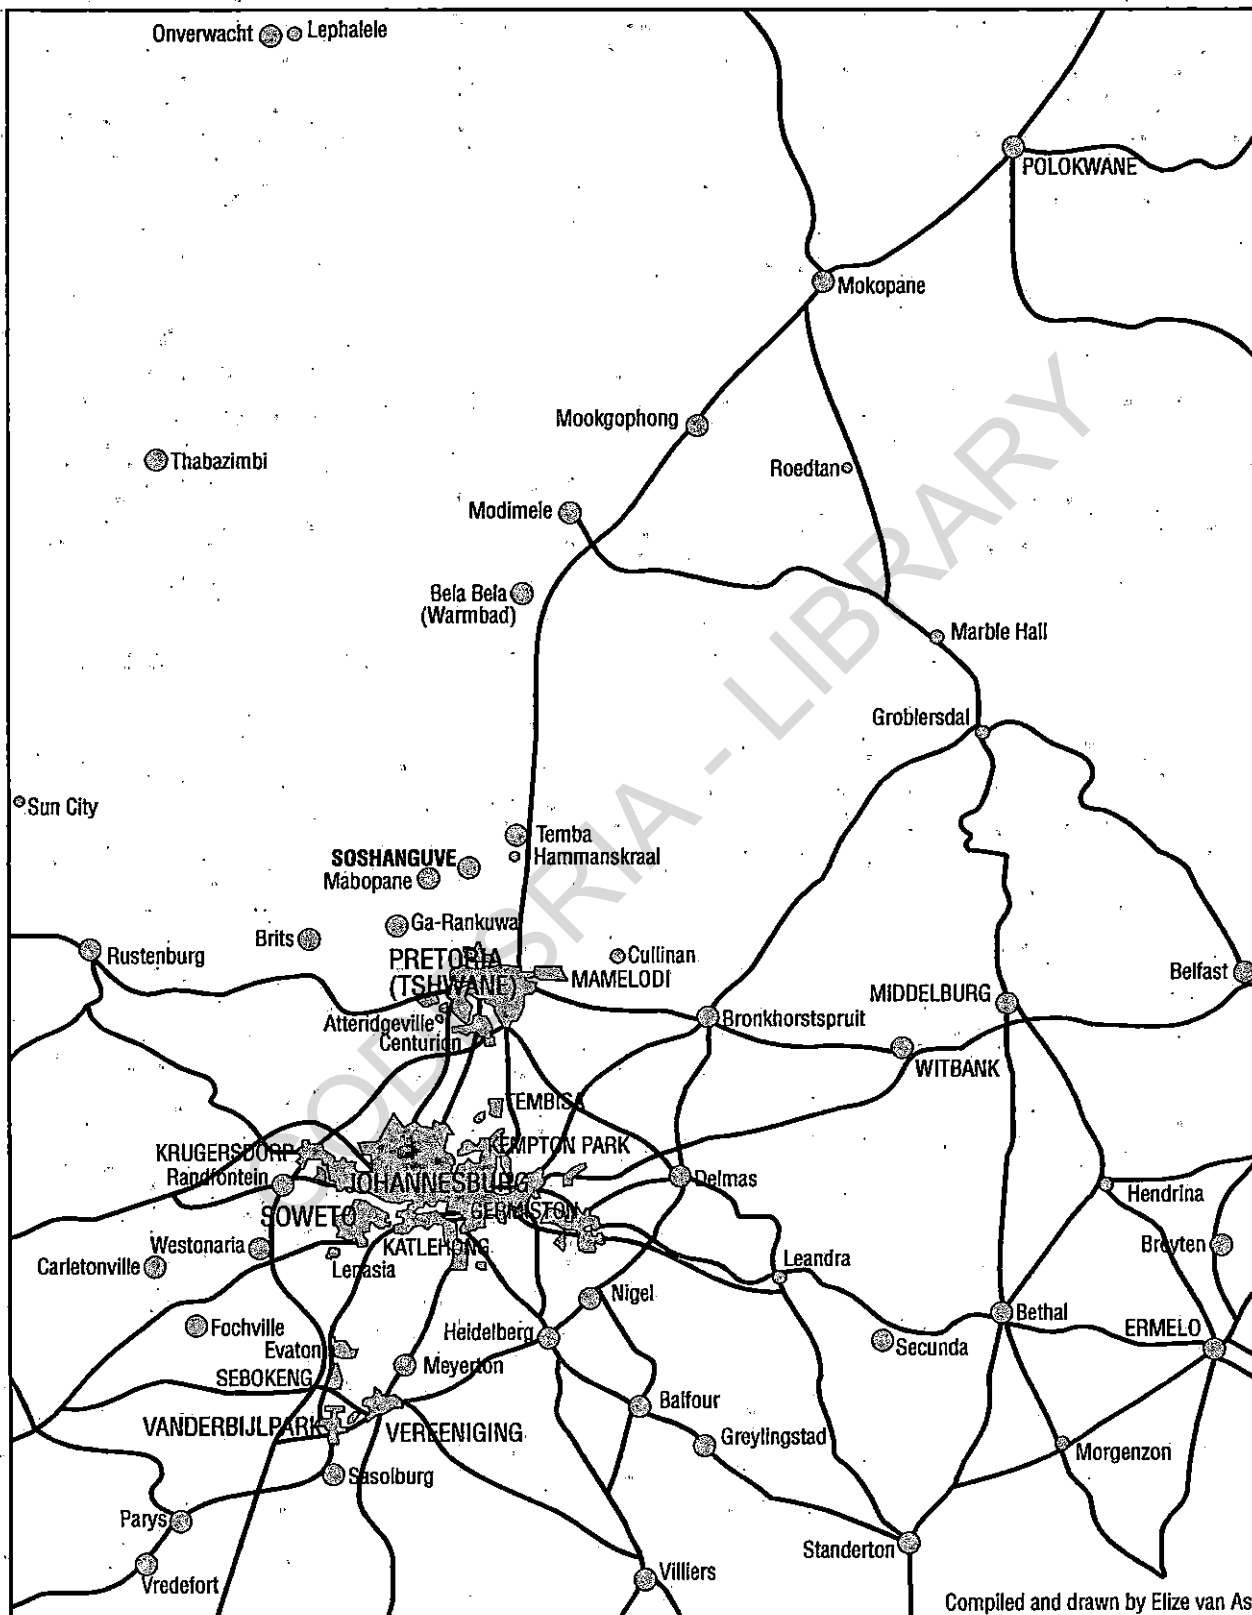 Onverwacht
Lephalele
POLOKWANE
Mokopane
Mookgophong
Thabazimbi
Roedtan
Modimele
Bela Bela
(Warmbad)
Marble Hall
Groblersdal
Sun City
Temba
SOSHANGUVE
Hammanskraal
Mabopane
Ga-Rankuwa
Brits
Rustenburg
PRETORIA
(TSHWANE)
Cullinan
MAMELODI
Belfast
MIDDELBURG
Atteridgeville
Bronkhorstspruit
Centurion
WITBANK
TEMBISA
KRUGERSDORP
KEMPTON PARK
Randfontein
JOHANNESBURG
Delmas
Hendrina
SOWETO
GERMISTON
Westonaria
KATLEHONG
Breyten
Carletonville
Lenasia
Leandra
Nigel
Bethal
Fochville
Heidelberg
ERMELO
Evaton
Secunda
Meyerton
SEBOKENG
Balfour
VANDERBIJLPARK
VEREENIGING
Greylingstad
Morgenzon
Sasolburg
Parys
Standerton
Vredefort
Villiers
Compiled and drawn by Elize van As
CODESRIA - LIBRARY